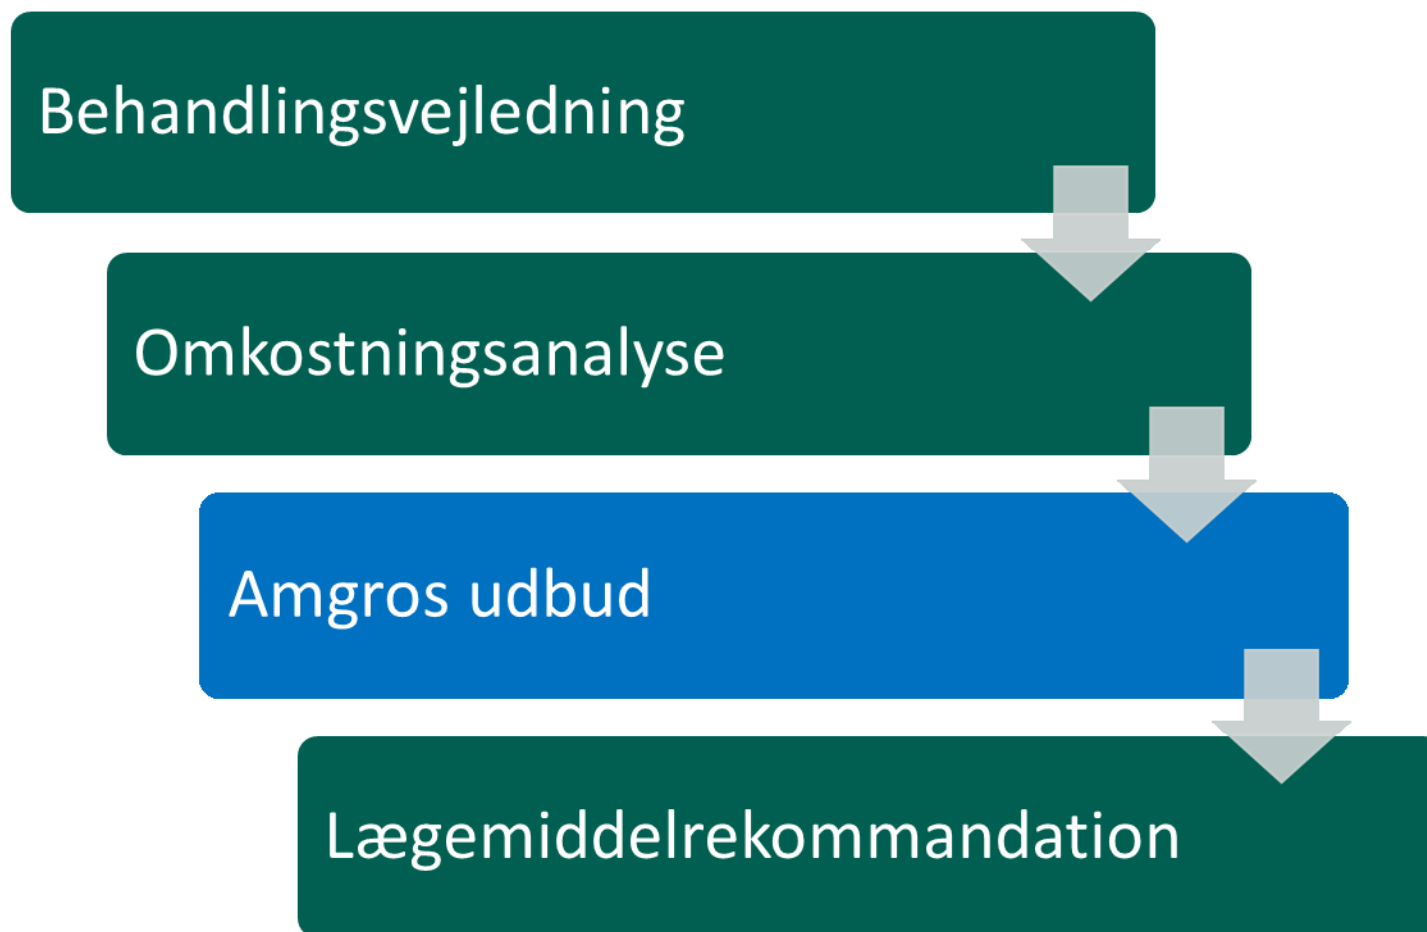 Behandlingsvejledning
Omkostningsanalyse
Amgros udbud
Lægemiddelrekommandation